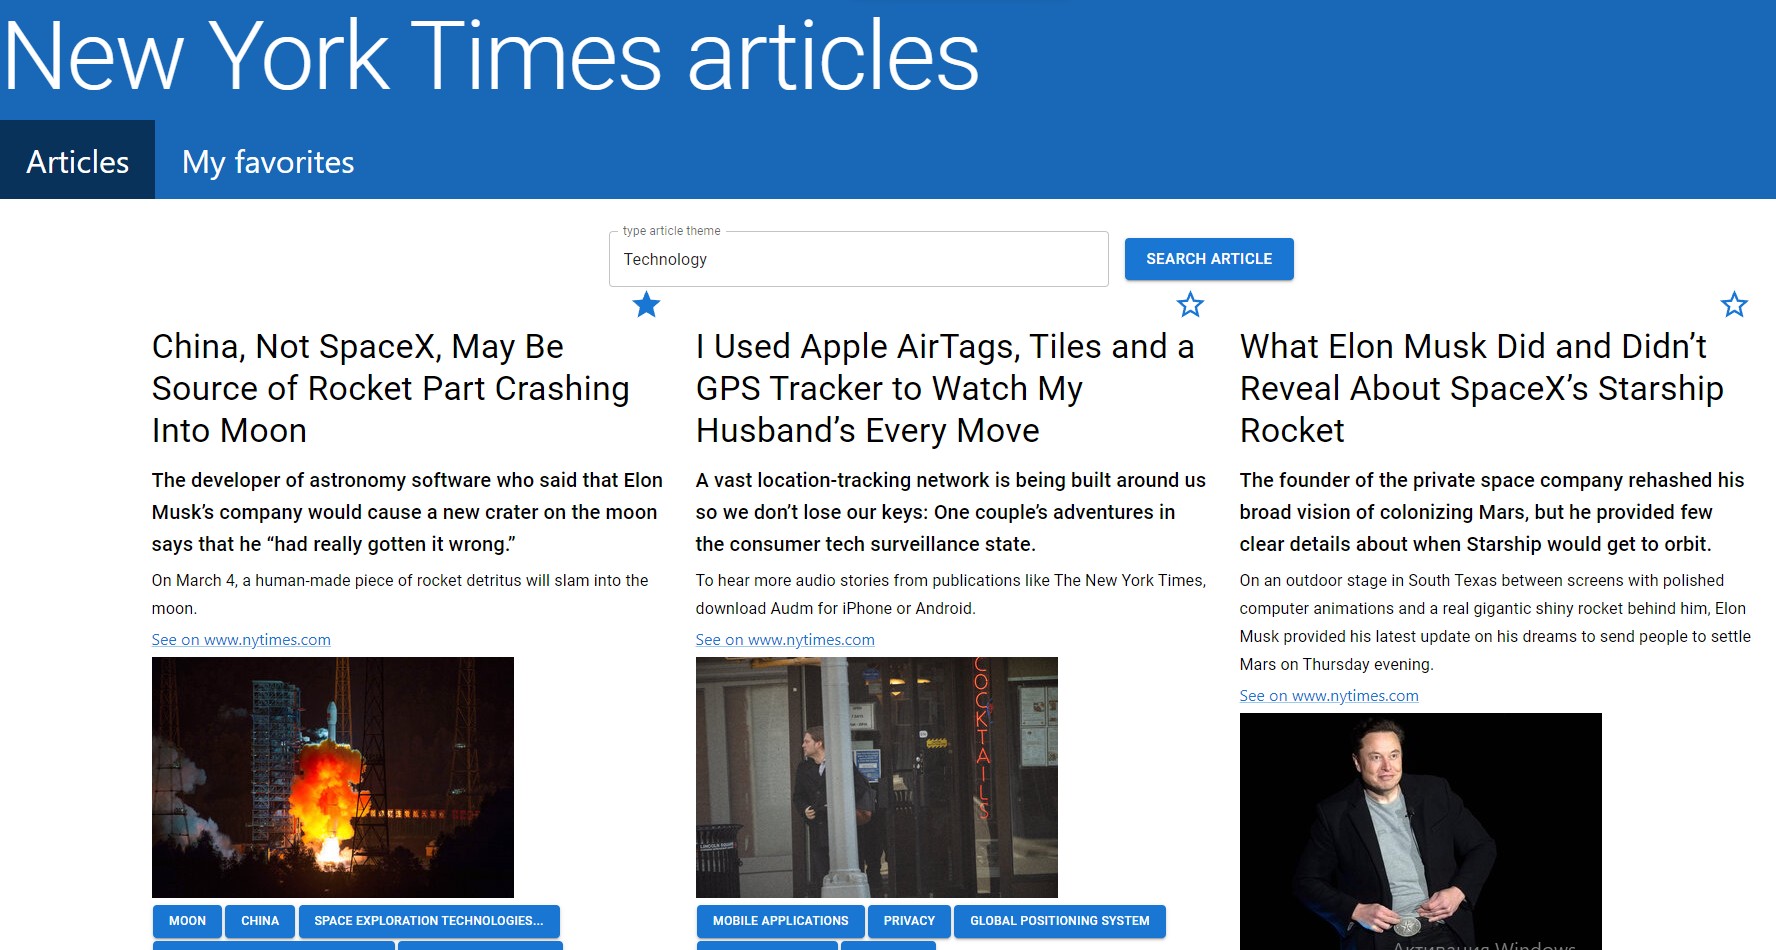 New York Times articles
Articles
My favorites
type article theme
Technology
SEARCH ARTICLE
China, Not SpaceX, May Be
Source of Rocket Part Crashing
Into Moon
The developer of astronomy software who said that Elon
Musk’s company would cause a new crater on the moon
says that he “had really gotten it wrong.”
On March 4, a human-made piece of rocket detritus will slam into the
moon.
See on www.nytimes.com
MOON
CHINA
SPACE EXPLORATION TECHNOLOGIES...
I Used Apple AirTags, Tiles and a
GPS Tracker to Watch My
Husband’s Every Move
A vast location-tracking network is being built around us
so we don’t lose our keys: One couple’s adventures in
the consumer tech surveillance state.
To hear more audio stories from publications like The New York Times,
download Audm for iPhone or Android.
See on www.nytimes.com
COCKTAILS
LINCOLN SQUARE
MOBILE APPLICATIONS
PRIVACY
GLOBAL POSITIONING SYSTEM
What Elon Musk Did and Didn’t
Reveal About SpaceX’s Starship
Rocket
The founder of the private space company rehashed his
broad vision of colonizing Mars, but he provided few
clear details about when Starship would get to orbit.
On an outdoor stage in South Texas between screens with polished
computer animations and a real gigantic shiny rocket behind him, Elon
Musk provided his latest update on his dreams to send people to settle
Mars on Thursday evening.
See on www.nytimes.com
Активация Windows